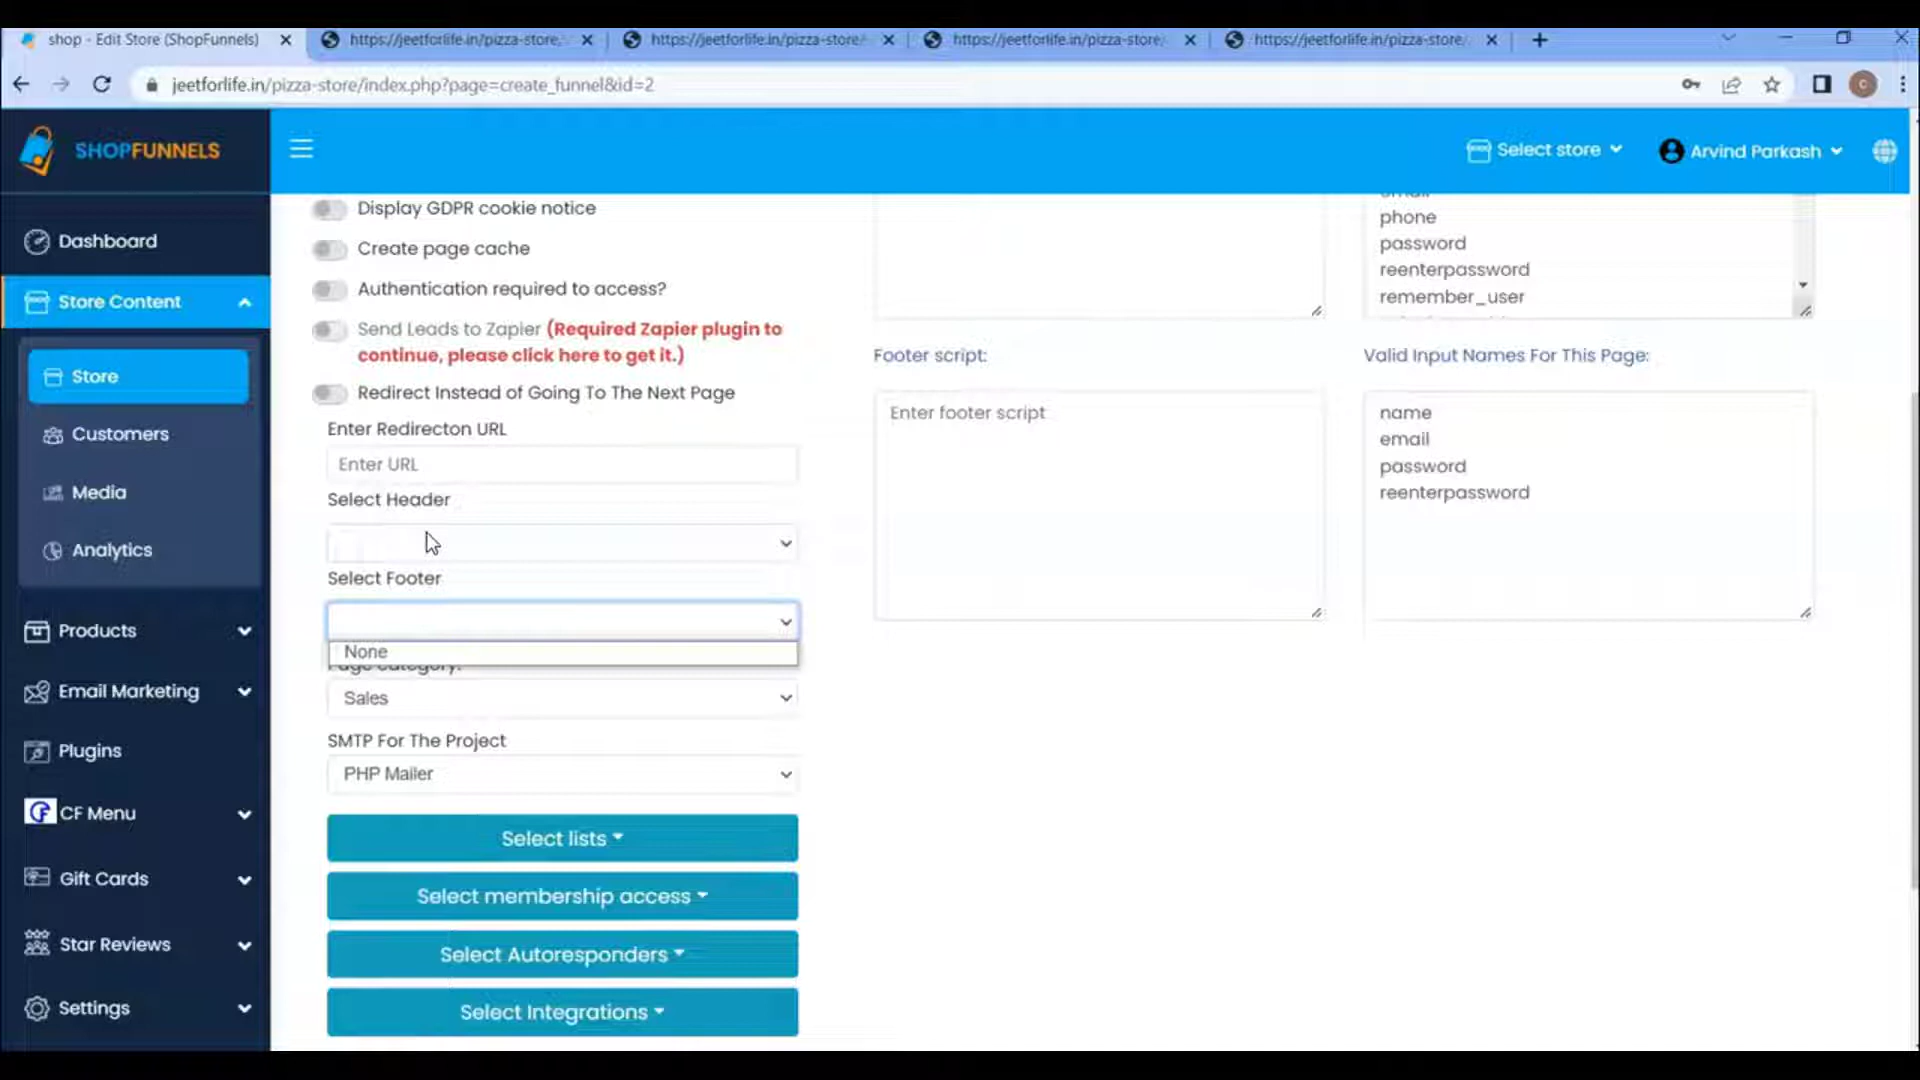 shop - Edit Store (ShopFunnels)
https://jeetforlife.in/pizza-store,
https://jeetforlife.in/pizza-store/
https://jeetforlife.in/pizza-store/
https://jeetforlife.in/pizza-store/
jeetforlife.in/pizza-store/index.php?page=create_funnel&id=2
C
SHOPFUNNELS
Select store
Arvind Parkash
Dashboard
Store Content
Store
Customers
Media
Analytics
Products
Email Marketing
Plugins
CF Menu
Gift Cards
Star Reviews
Settings
Display GDPR cookie notice
Create page cache
Authentication required to access?
Send Leads to Zapier (Required Zapier plugin to
continue, please click here to get it.)
Redirect Instead of Going To The Next Page
Enter Redirecton URL
Enter URL
Select Header
Select Footer
None
Page category:
Sales
SMTP For The Project
PHP Mailer
Select lists
Select membership access
Select Autoresponders
Select Integrations
Footer script:
Enter footer script
email
phone
password
reenterpassword
remember_user
Valid Input Names For This Page:
name
email
password
reenterpassword